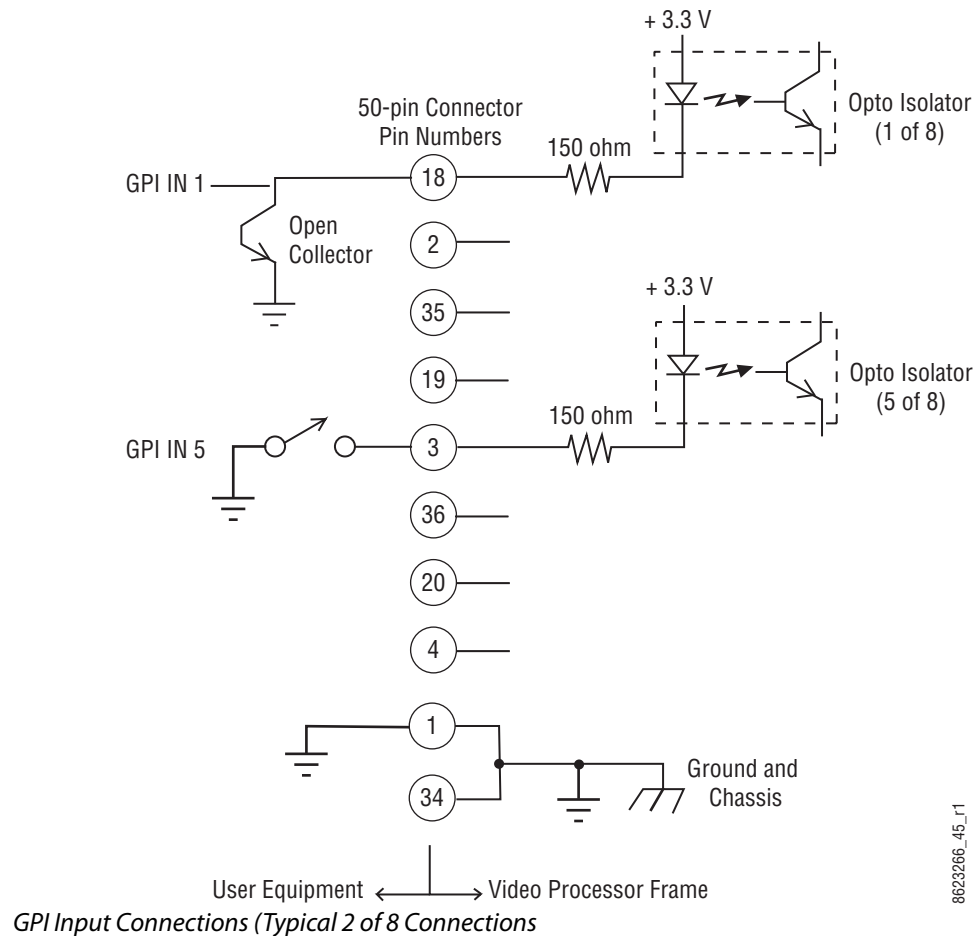 + 3.3 V
50-pin Connector
Pin Numbers
Opto Isolator
(1 of 8)
150 ohm
GPI IN 1
18
Open
Collector
2
+ 3.3 V
35
19
Opto Isolator
(5 of 8)
150 ohm
GPI IN 5
3
36
20
4
1
34
Ground and
Chassis
User Equipment
Video Processor Frame
8623266_45_r1
GPI Input Connections (Typical 2 of 8 Connections